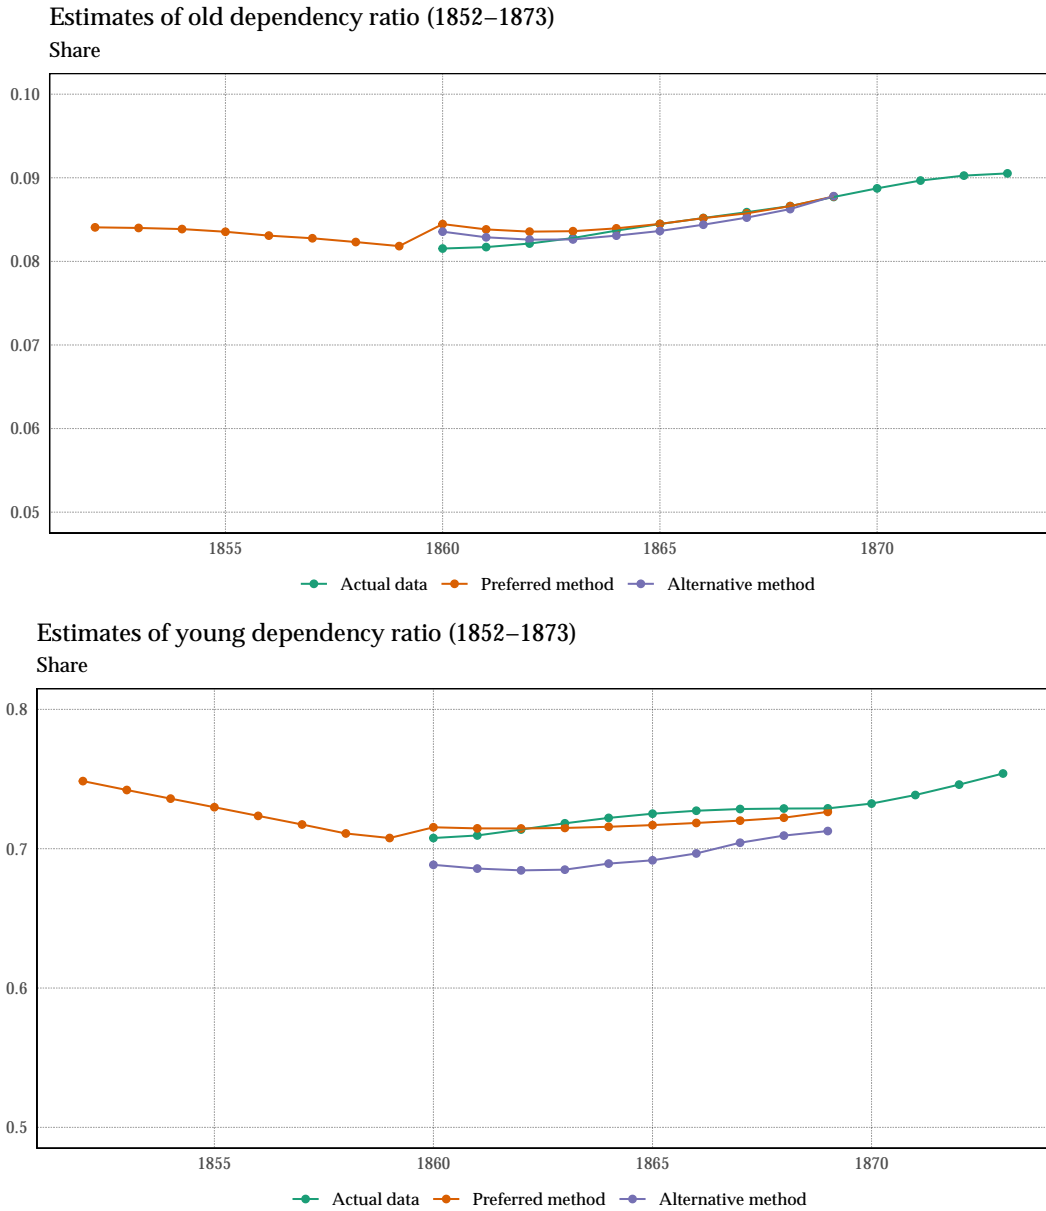 Estimates of old dependency ratio (1852–1873)
Share
0.10
0.09
0.08
0.07
0.06
0.05
1855 1860 1865 1870
Actual data Preferred method Alternative method
Estimates of young dependency ratio (1852–1873)
Share
0.8
0.7
0.6
0.5
1855 1860 1865 1870
Actual data Preferred method Alternative method